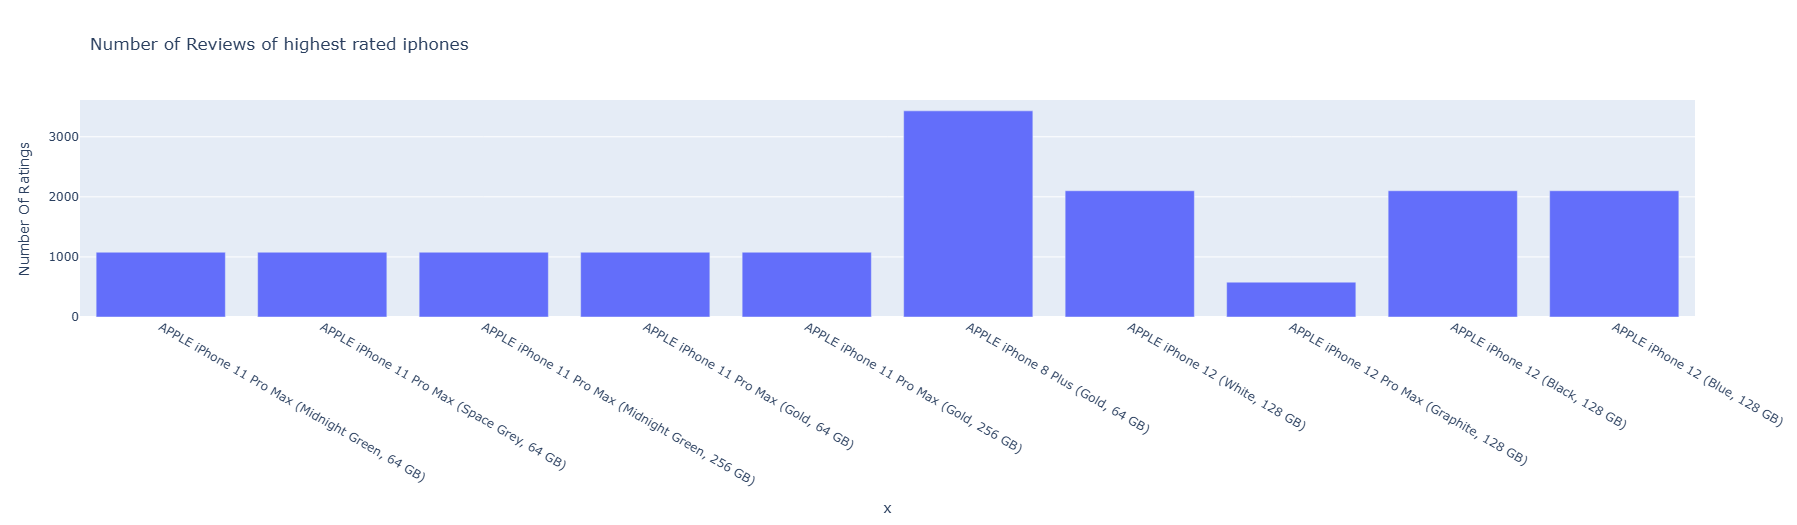 Number of Reviews of highest rated iphones
Number Of Ratings
3000
2000
1000
0
APPLE iPhone 11 Pro Max (Midnight Green, 64 GB)
APPLE iPhone 11 Pro Max (Space Grey, 64 GB)
APPLE iPhone 11 Pro Max (Midnight Green, 256 GB)
APPLE iPhone 11 Pro Max (Gold, 64 GB)
APPLE iPhone 11 Pro Max (Gold, 256 GB)
APPLE iPhone 8 Plus (Gold, 64 GB)
APPLE iPhone 12 (White, 128 GB)
APPLE iPhone 12 Pro Max (Graphite, 128 GB)
APPLE iPhone 12 (Black, 128 GB)
APPLE iPhone 12 (Blue, 128 GB)
x